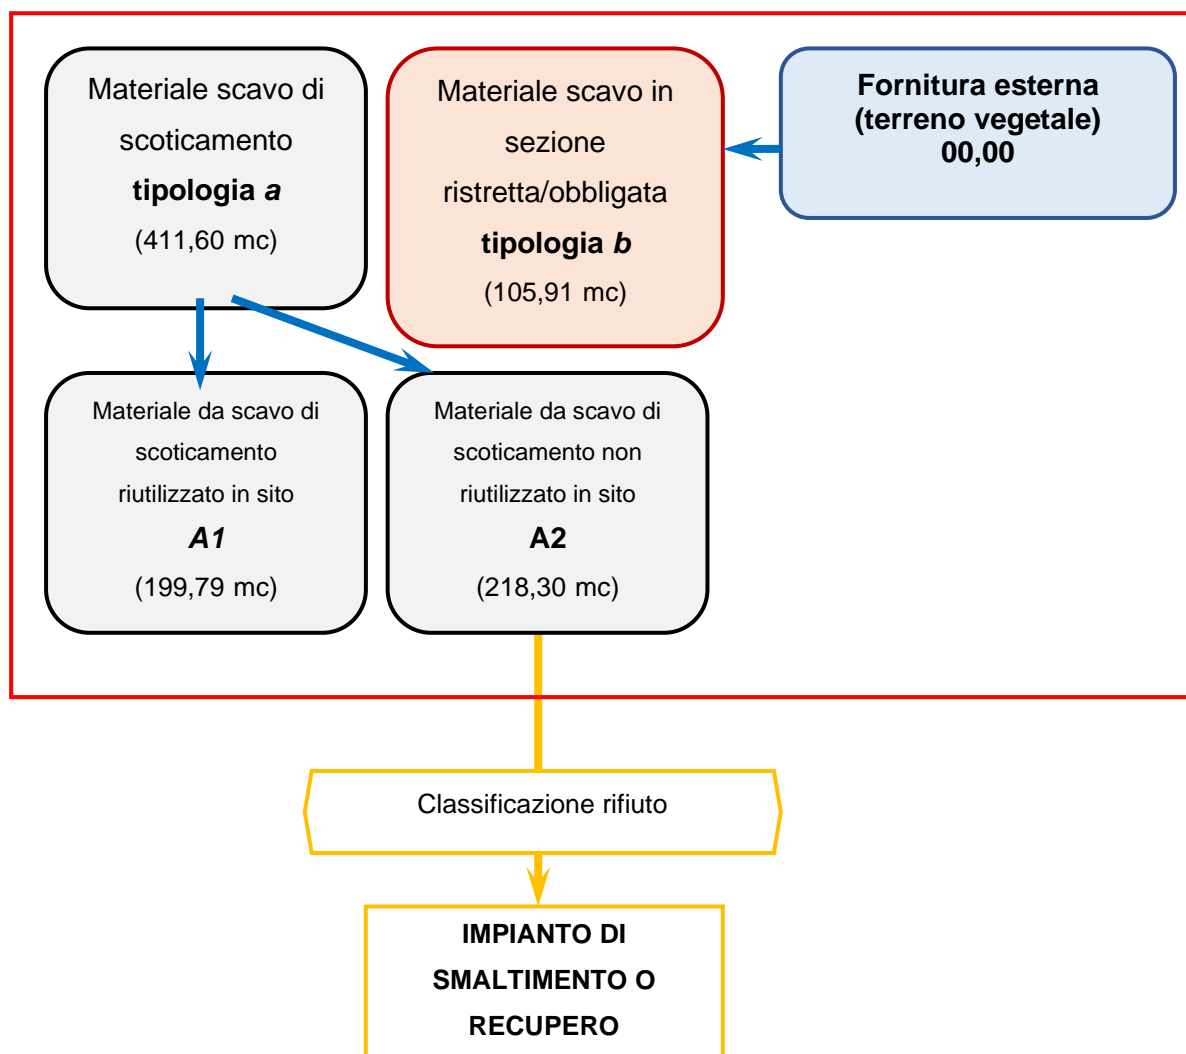 Materiale scavo di
scoticamento
tipologia a
(411,60 mc)
Materiale scavo in
sezione
ristretta/obbligata
tipologia b
(105,91 mc)
Fornitura esterna
(terreno vegetale)
00,00
Materiale da scavo di
scoticamento
riutilizzato in sito
A1
(199,79 mc)
Materiale da scavo di
scoticamento non
riutilizzato in sito
A2
(218,30 mc)
Classificazione rifiuto
IMPIANTO DI
SMALTIMENTO O
RECUPERO